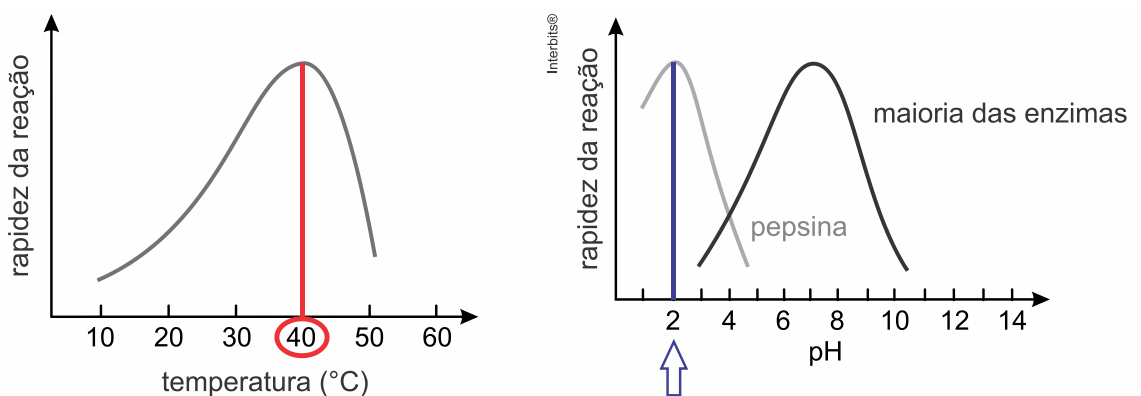 rapidez da reação
10 20 30 40 50 60
temperatura (°C)
Interbits®
rapidez da reação
maioria das enzimas
pepsina
2 4 6 8 10 12 14
pH